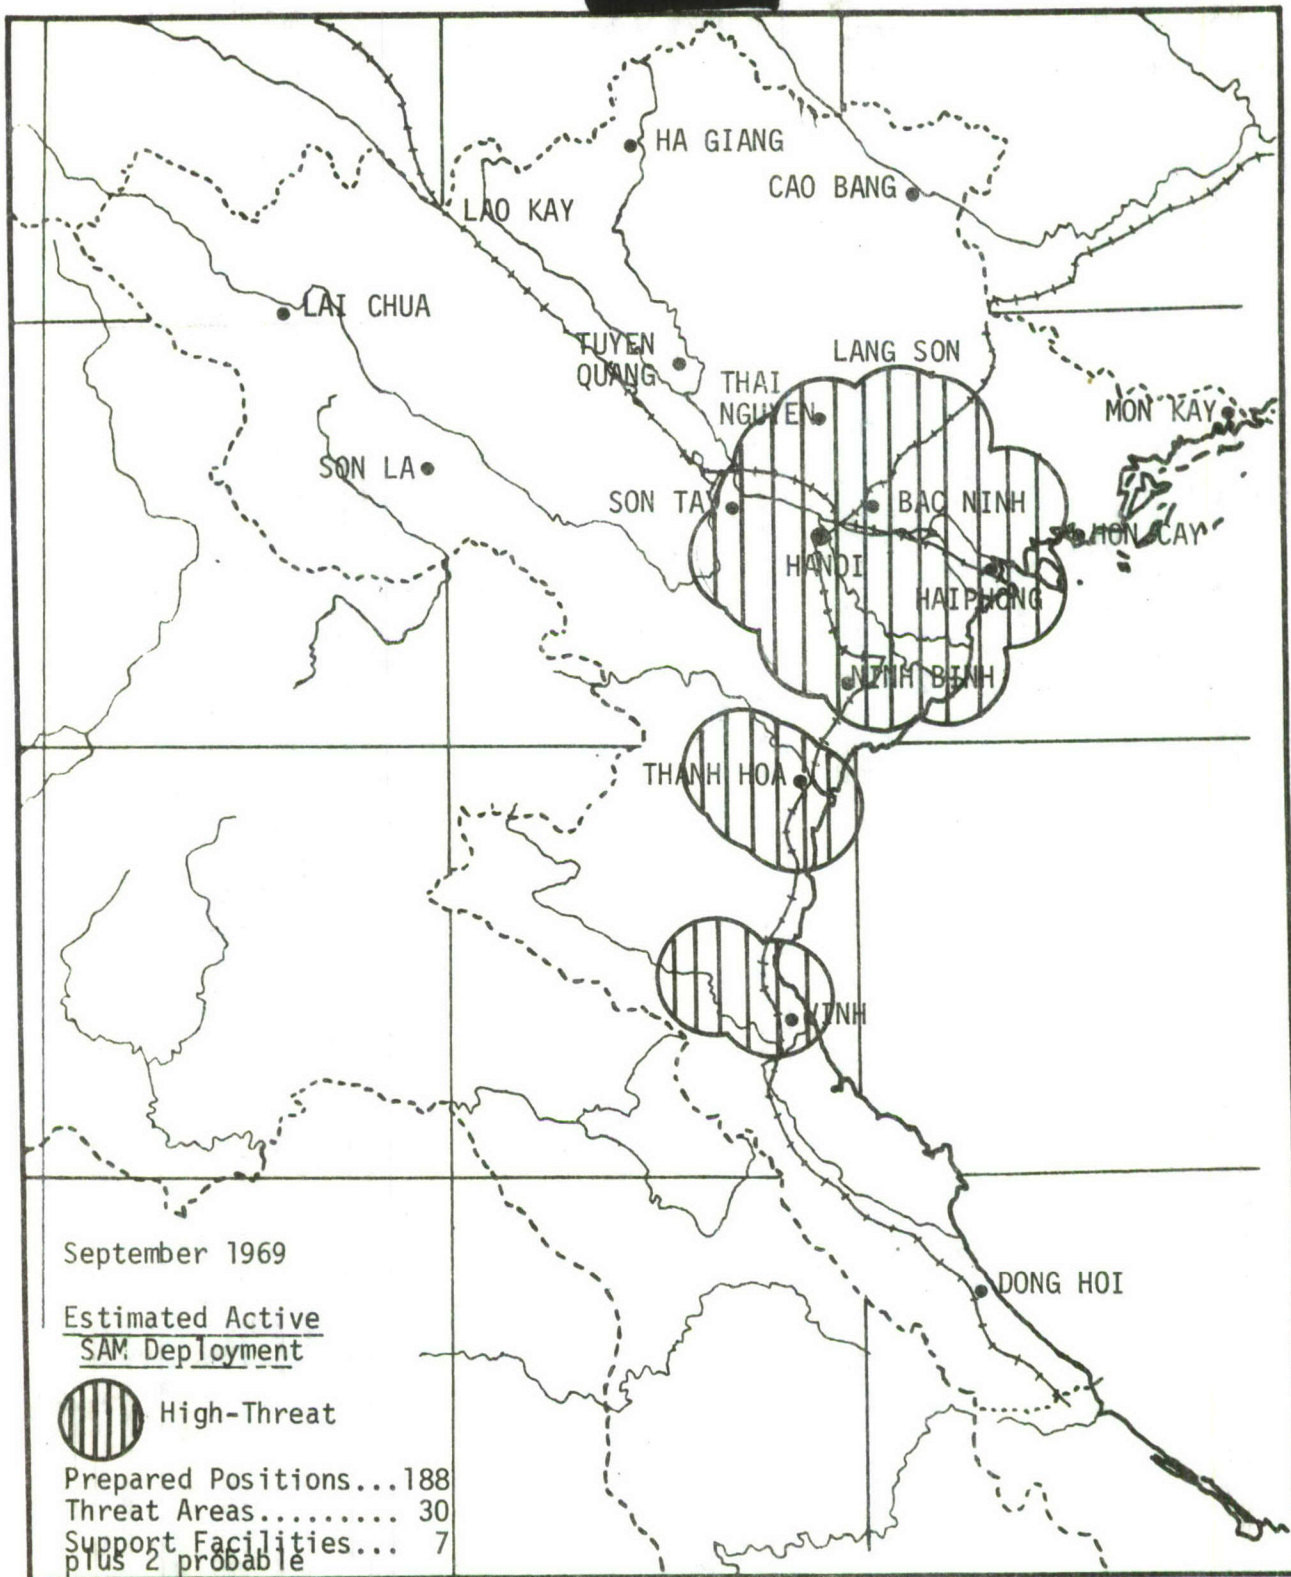 HA GIANG
CAO BANG
LAO KAY
LAI CHUA
TUYEN
QUANG
LANG SON
THAI
NGUYEN
MON KAY
SON LA
SON TAY
BAC NINH
HON CAY
HANOI
HAIPHONG
NINH BINH
THANH HOA
VINH
DONG HOI
September 1969
Estimated Active
SAM Deployment
High-Threat
Prepared Positions...188
Threat Areas......... 30
Support Facilities... 7
plus 2 probable